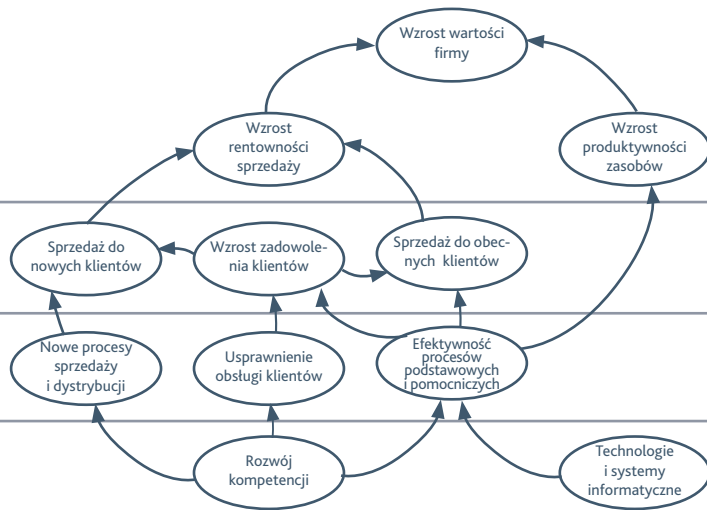 Wzrost wartości
firmy
Wzrost
rentowności
sprzedaży
Wzrost
produktywności
zasobów
Sprzedaż do
nowych klientów
Wzrost zadowole-
nia klientów
Sprzedaż do obec-
nych klientów
Nowe procesy
sprzedaży
i dystrybucji
Usprawnienie
obsługi klientów
Efektywność
procesów
podstawowych
i pomocniczych
Rozwój
kompetencji
Technologie
i systemy
informatyczne